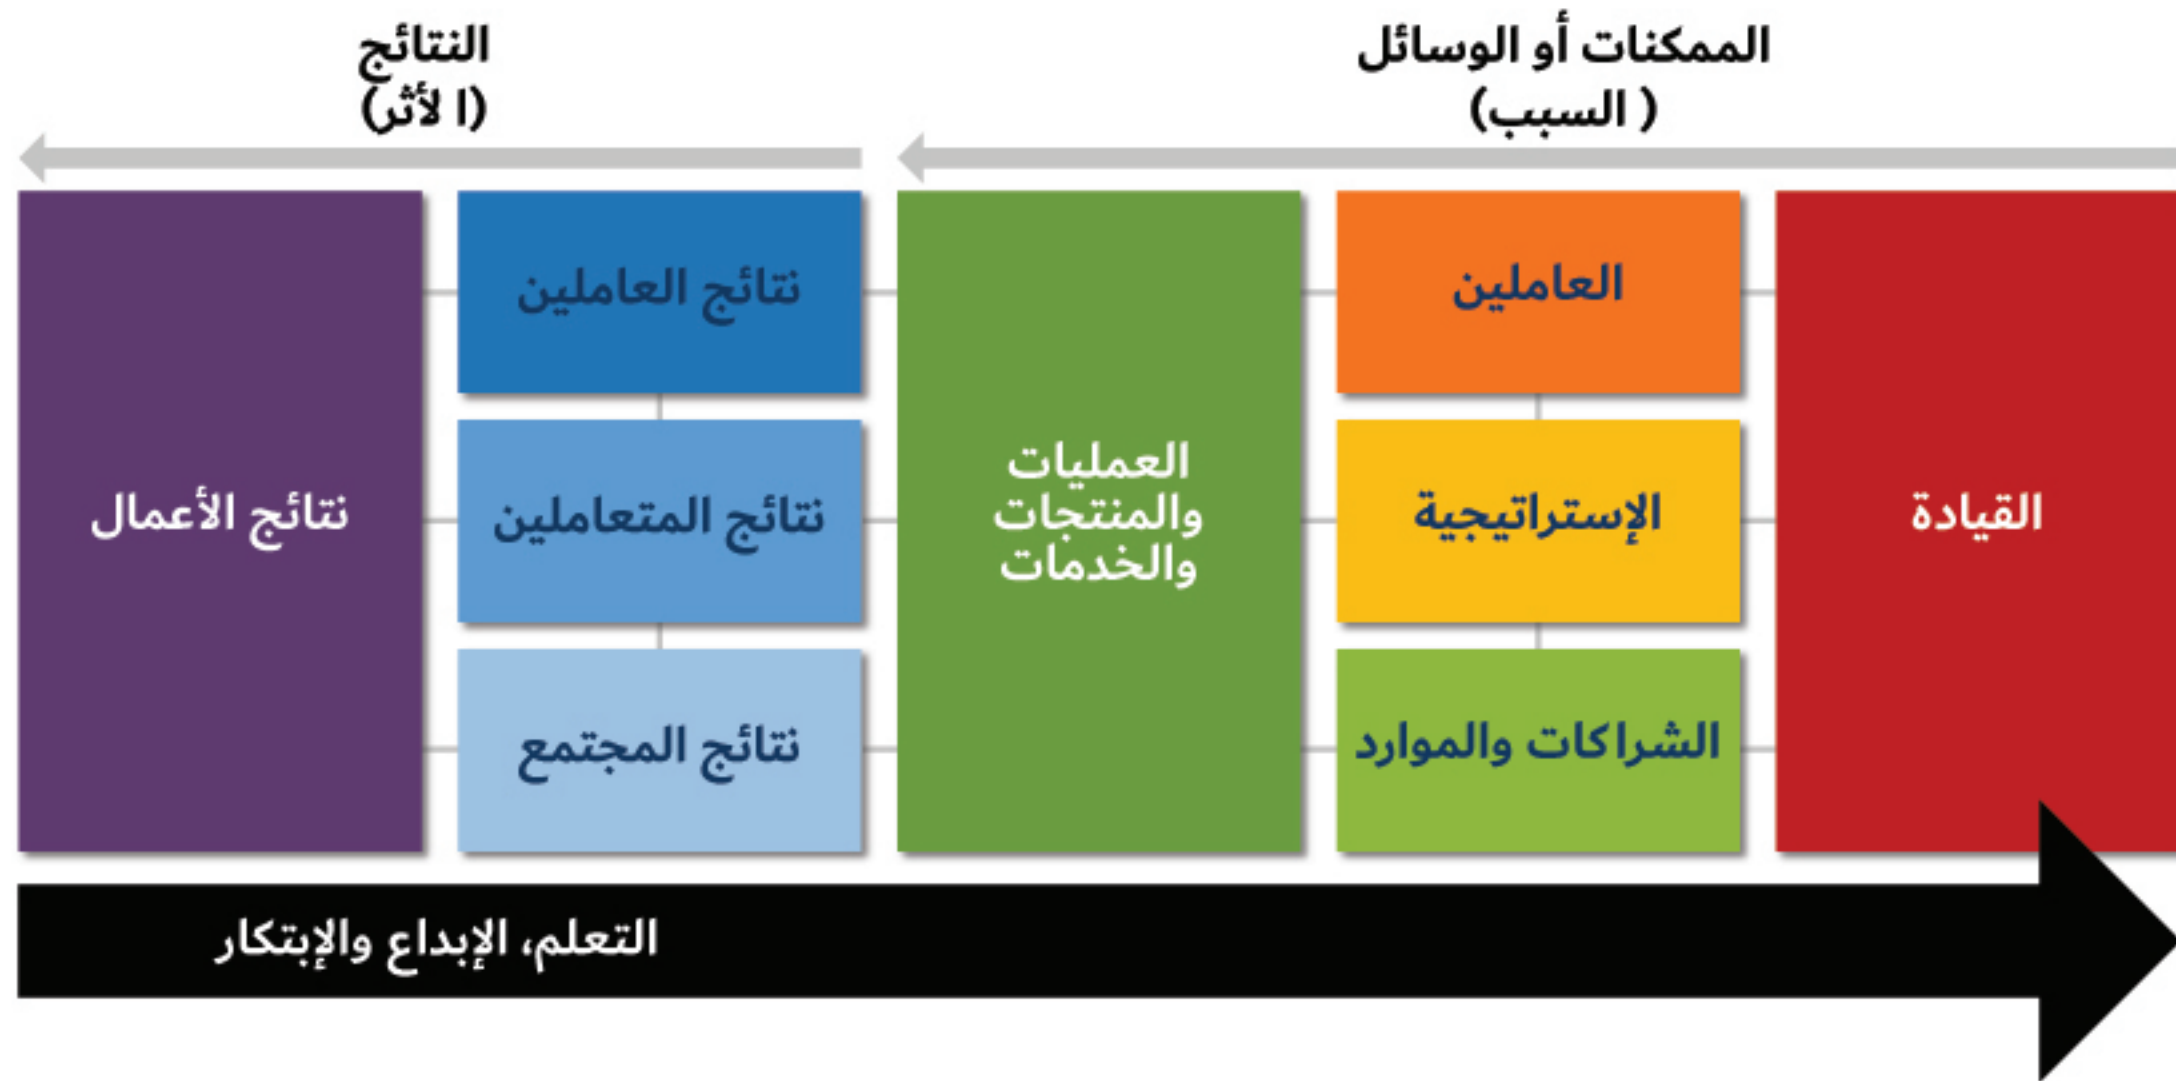 الممكنات أو الوسائل
( السبب)
النتائج
(ا لأثر)
القيادة
العاملين
الإستراتيجية
الشراكات والموارد
العمليات
والمنتجات
والخدمات
نتائج العاملين
نتائج المتعاملين
نتائج المجتمع
نتائج الأعمال
التعلم، الإبداع والإبتكار